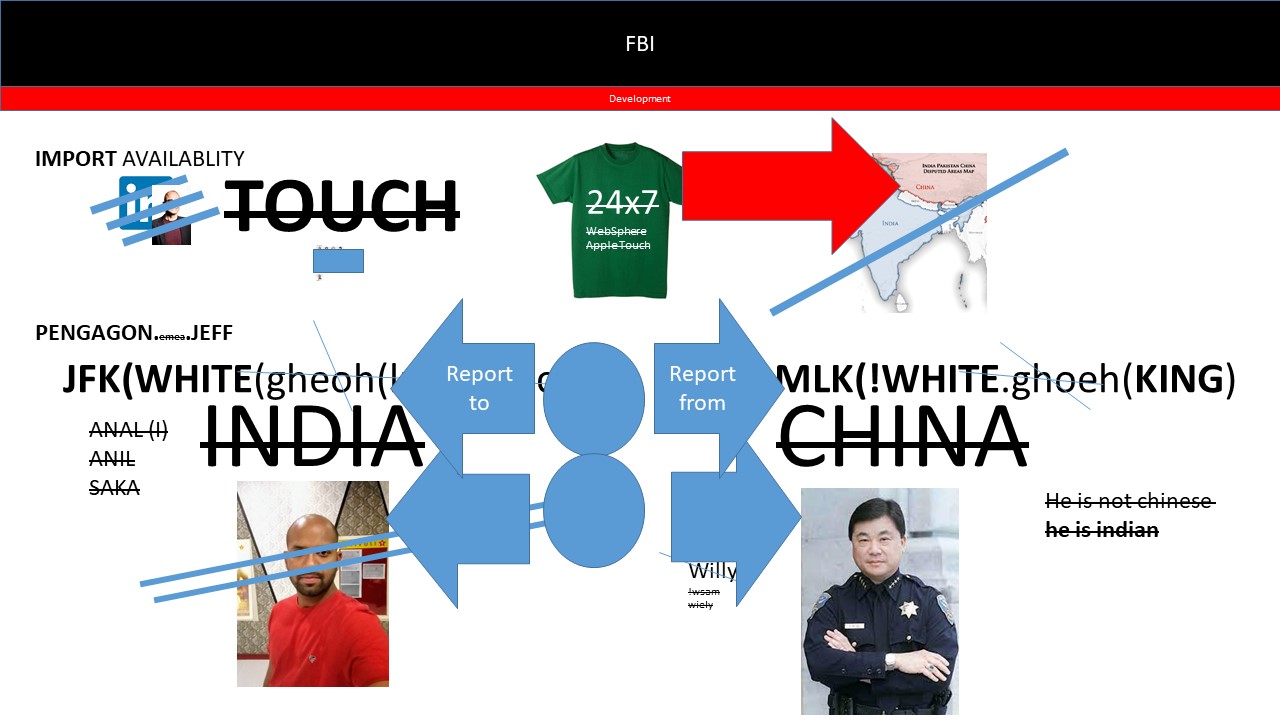 FBI
Development
IMPORT AVAILABLITY
in
TOUCH
24x7
WebSphere
AppleTouch
INDIA PAKISTAN CHINA
DISPUTED AREAS MAP
CHINA
INDIA
PENGAGON.emea.JEFF
JFK(WHITE(gheoh(
Report
to
Report
from
MLK(!WHITE.ghoeh(KING)
ANAL (I)
ANIL
SAKA
INDIA
CHINA
He is not chinese
he is indian
Willy
!wsam
wiely